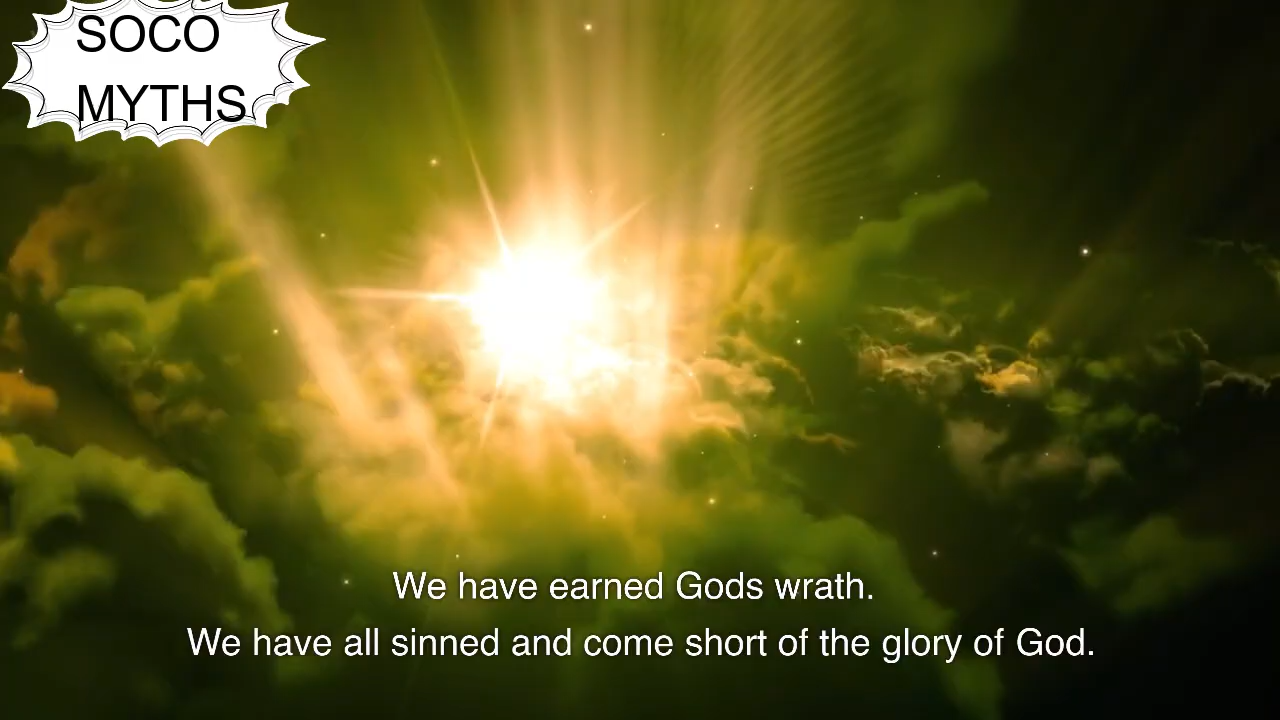 SOCO
MYTHS
We have earned Gods wrath.
We have all sinned and come short of the glory of God.